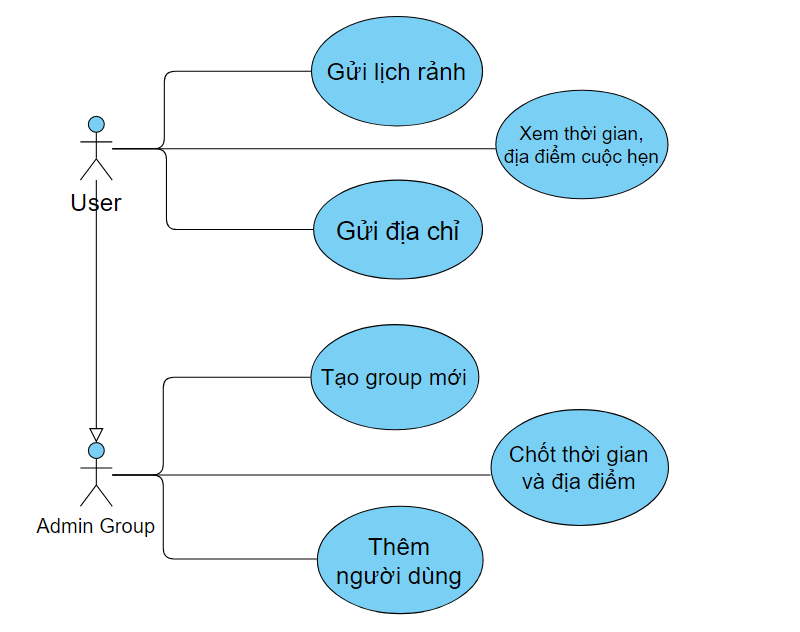 Gửi lịch rảnh
Xem thời gian,
địa điểm cuộc hẹn
User
Gửi địa chỉ
Tạo group mới
Chốt thời gian
và địa điểm
Admin Group
Thêm
người dùng